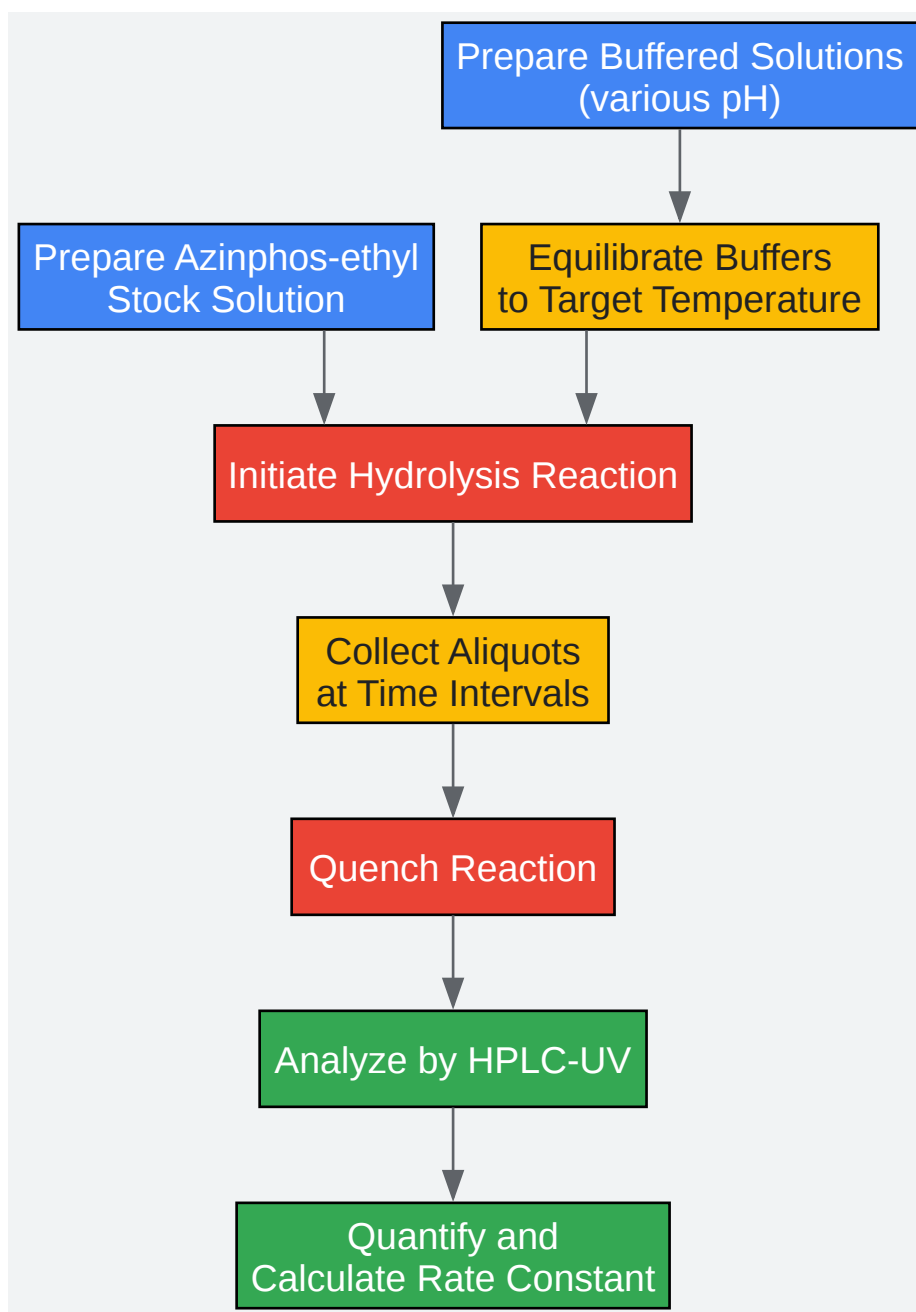 Prepare Buffered Solutions
(various pH)
Prepare Azinphos-ethyl
Stock Solution
Equilibrate Buffers
to Target Temperature
Initiate Hydrolysis Reaction
Collect Aliquots
at Time Intervals
Quench Reaction
Analyze by HPLC-UV
Quantify and
Calculate Rate Constant